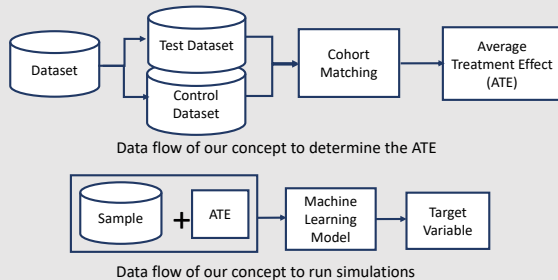 Dataset
Test Dataset
Control
Dataset
Cohort
Matching
Average
Treatment Effect
(ATE)
Data flow of our concept to determine the ATE
Sample
+
ATE
Machine
Learning
Model
Target
Variable
Data flow of our concept to run simulations